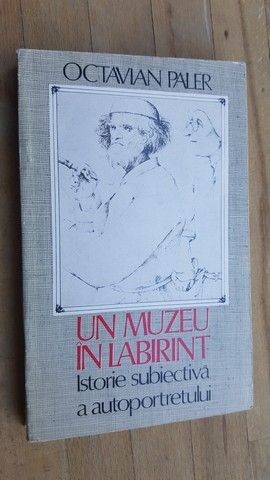 OCTAVIAN PALER
UN MUZEU
ÎN LABIRINT
Istorie subiectivă
a autoportretului